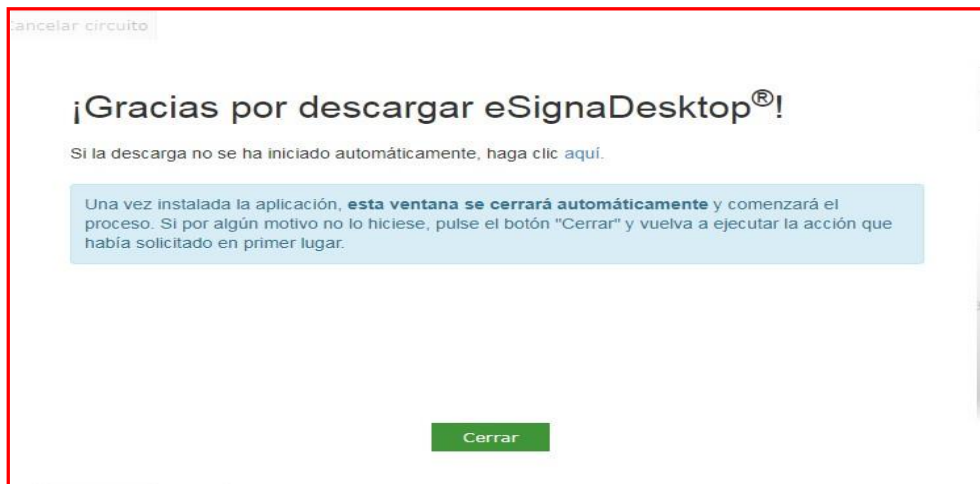 Cancelar circuito
¡Gracias por descargar eSignaDesktop®!
Si la descarga no se ha iniciado automáticamente, haga clic aquí.
Una vez instalada la aplicación, esta ventana se cerrará automáticamente y comenzará el
proceso. Si por algún motivo no lo hiciese, pulse el botón "Cerrar" y vuelva a ejecutar la acción que
había solicitado en primer lugar.
Cerrar